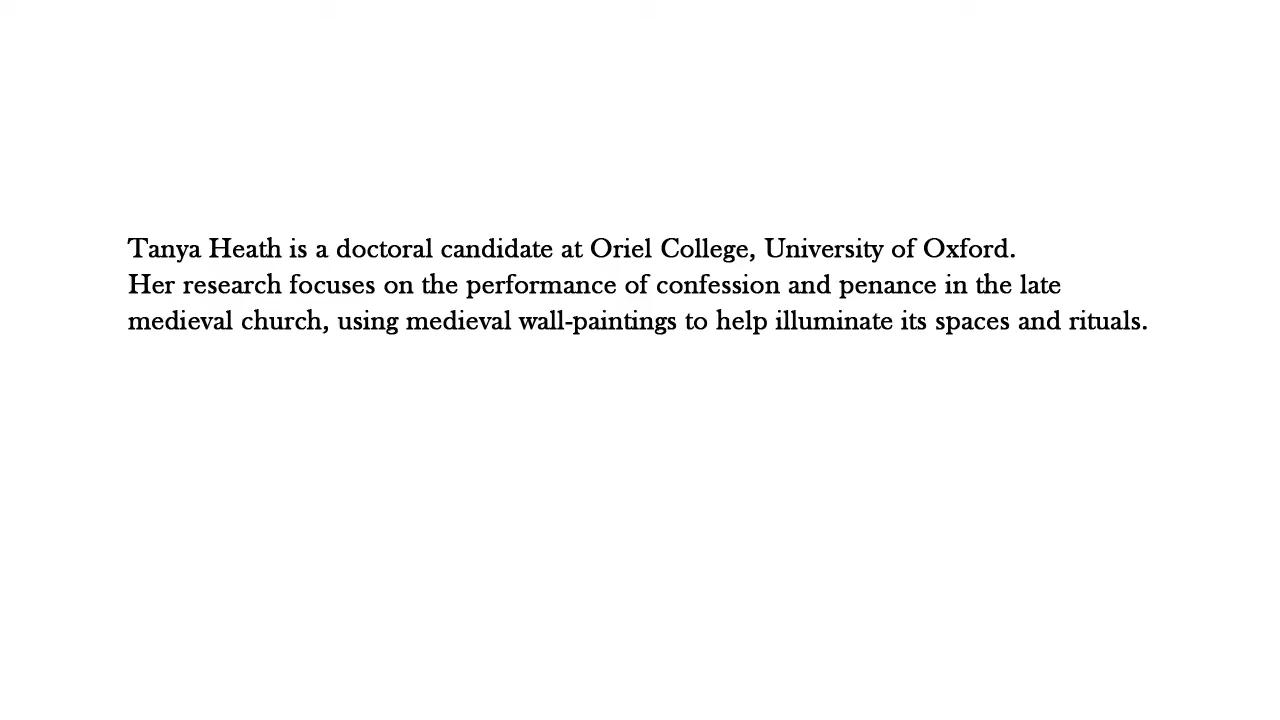 Tanya Heath is a doctoral candidate at Oriel College, University of Oxford.
Her research focuses on the performance of confession and penance in the late
medieval church, using medieval wall-paintings to help illuminate its spaces and rituals.